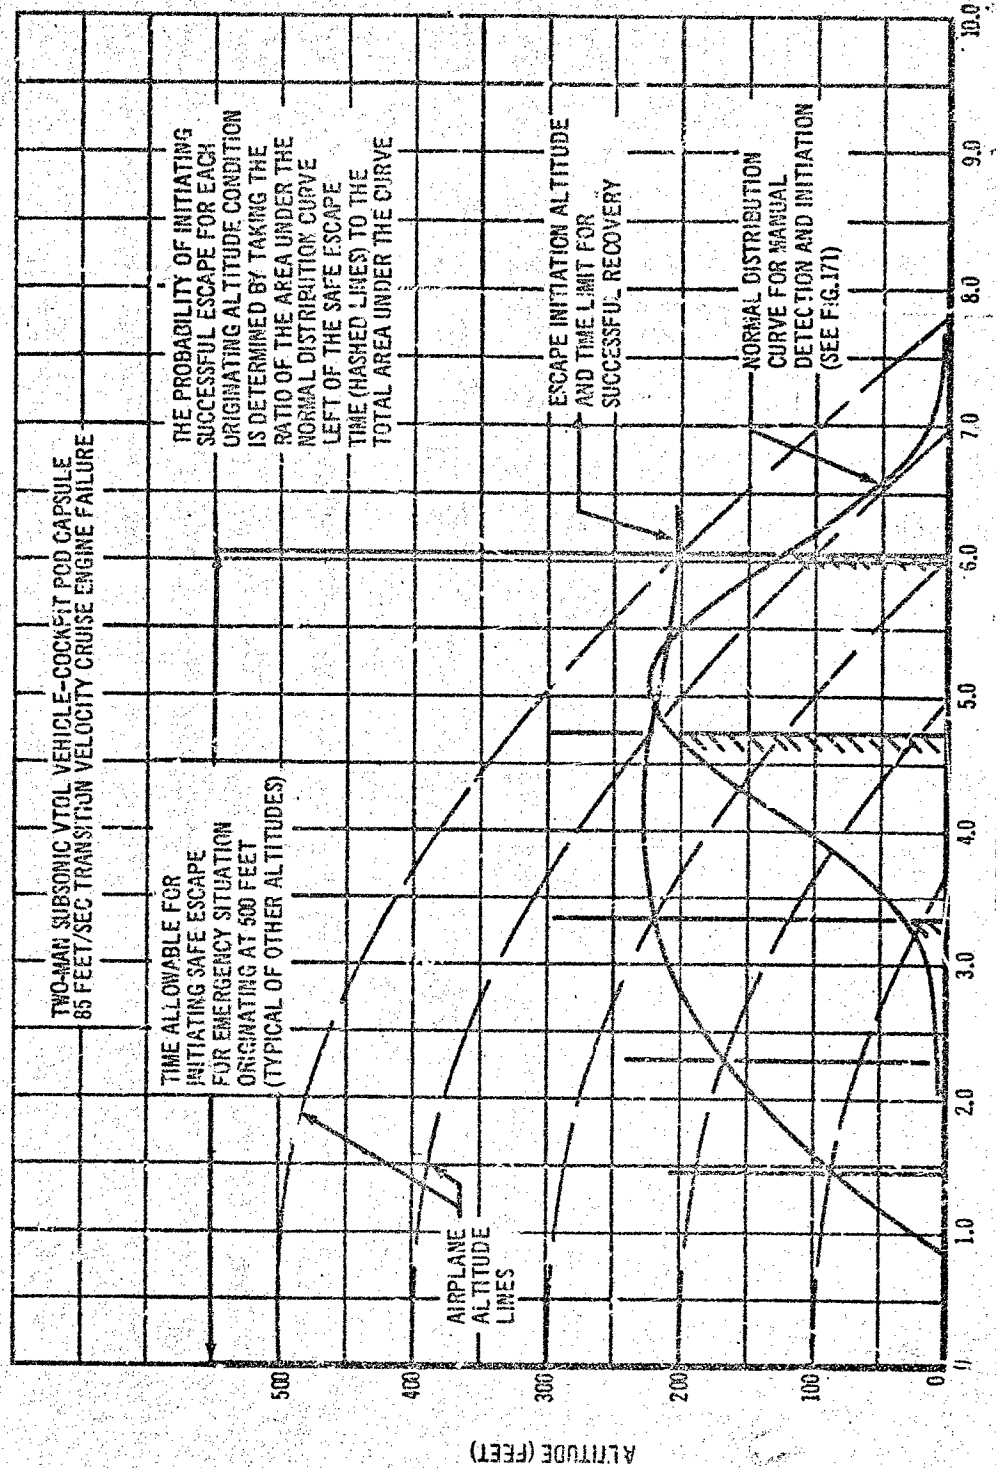 TWO-MAN SUBSONIC VTOL VEHICLE-COCKPIT POD CAPSULE
85 FEET/SEC TRANSITION VELOCITY CRUISE ENGINE FAILURE
TIME ALLOWABLE FOR
INITIATING SAFE ESCAPE
FOR EMERGENCY SITUATION
ORIGINATING AT 500 FEET
(TYPICAL OF OTHER ALTITUDES)
THE PROBABILITY OF INITIATING
SUCCESSFUL ESCAPE FOR EACH
ORIGINATING ALTITUDE CONDITION
IS DETERMINED BY TAKING THE
RATIO OF THE AREA UNDER THE
NORMAL DISTRIBUTION CURVE
LEFT OF THE SAFE ESCAPE
TIME (HASHED LINES) TO THE
TOTAL AREA UNDER THE CURVE
AIRPLANE
ALTITUDE
LINES
ESCAPE INITIATION ALTITUDE
AND TIME LIMIT FOR
SUCCESSFUL RECOVERY
NORMAL DISTRIBUTION
CURVE FOR MANUAL
DETECTION AND INITIATION
(SEE FIG.171)
ALTITUDE (FEET)
500
400
300
200
100
0
0
1.0
2.0
3.0
4.0
5.0
6.0
7.0
8.0
9.0
10.0